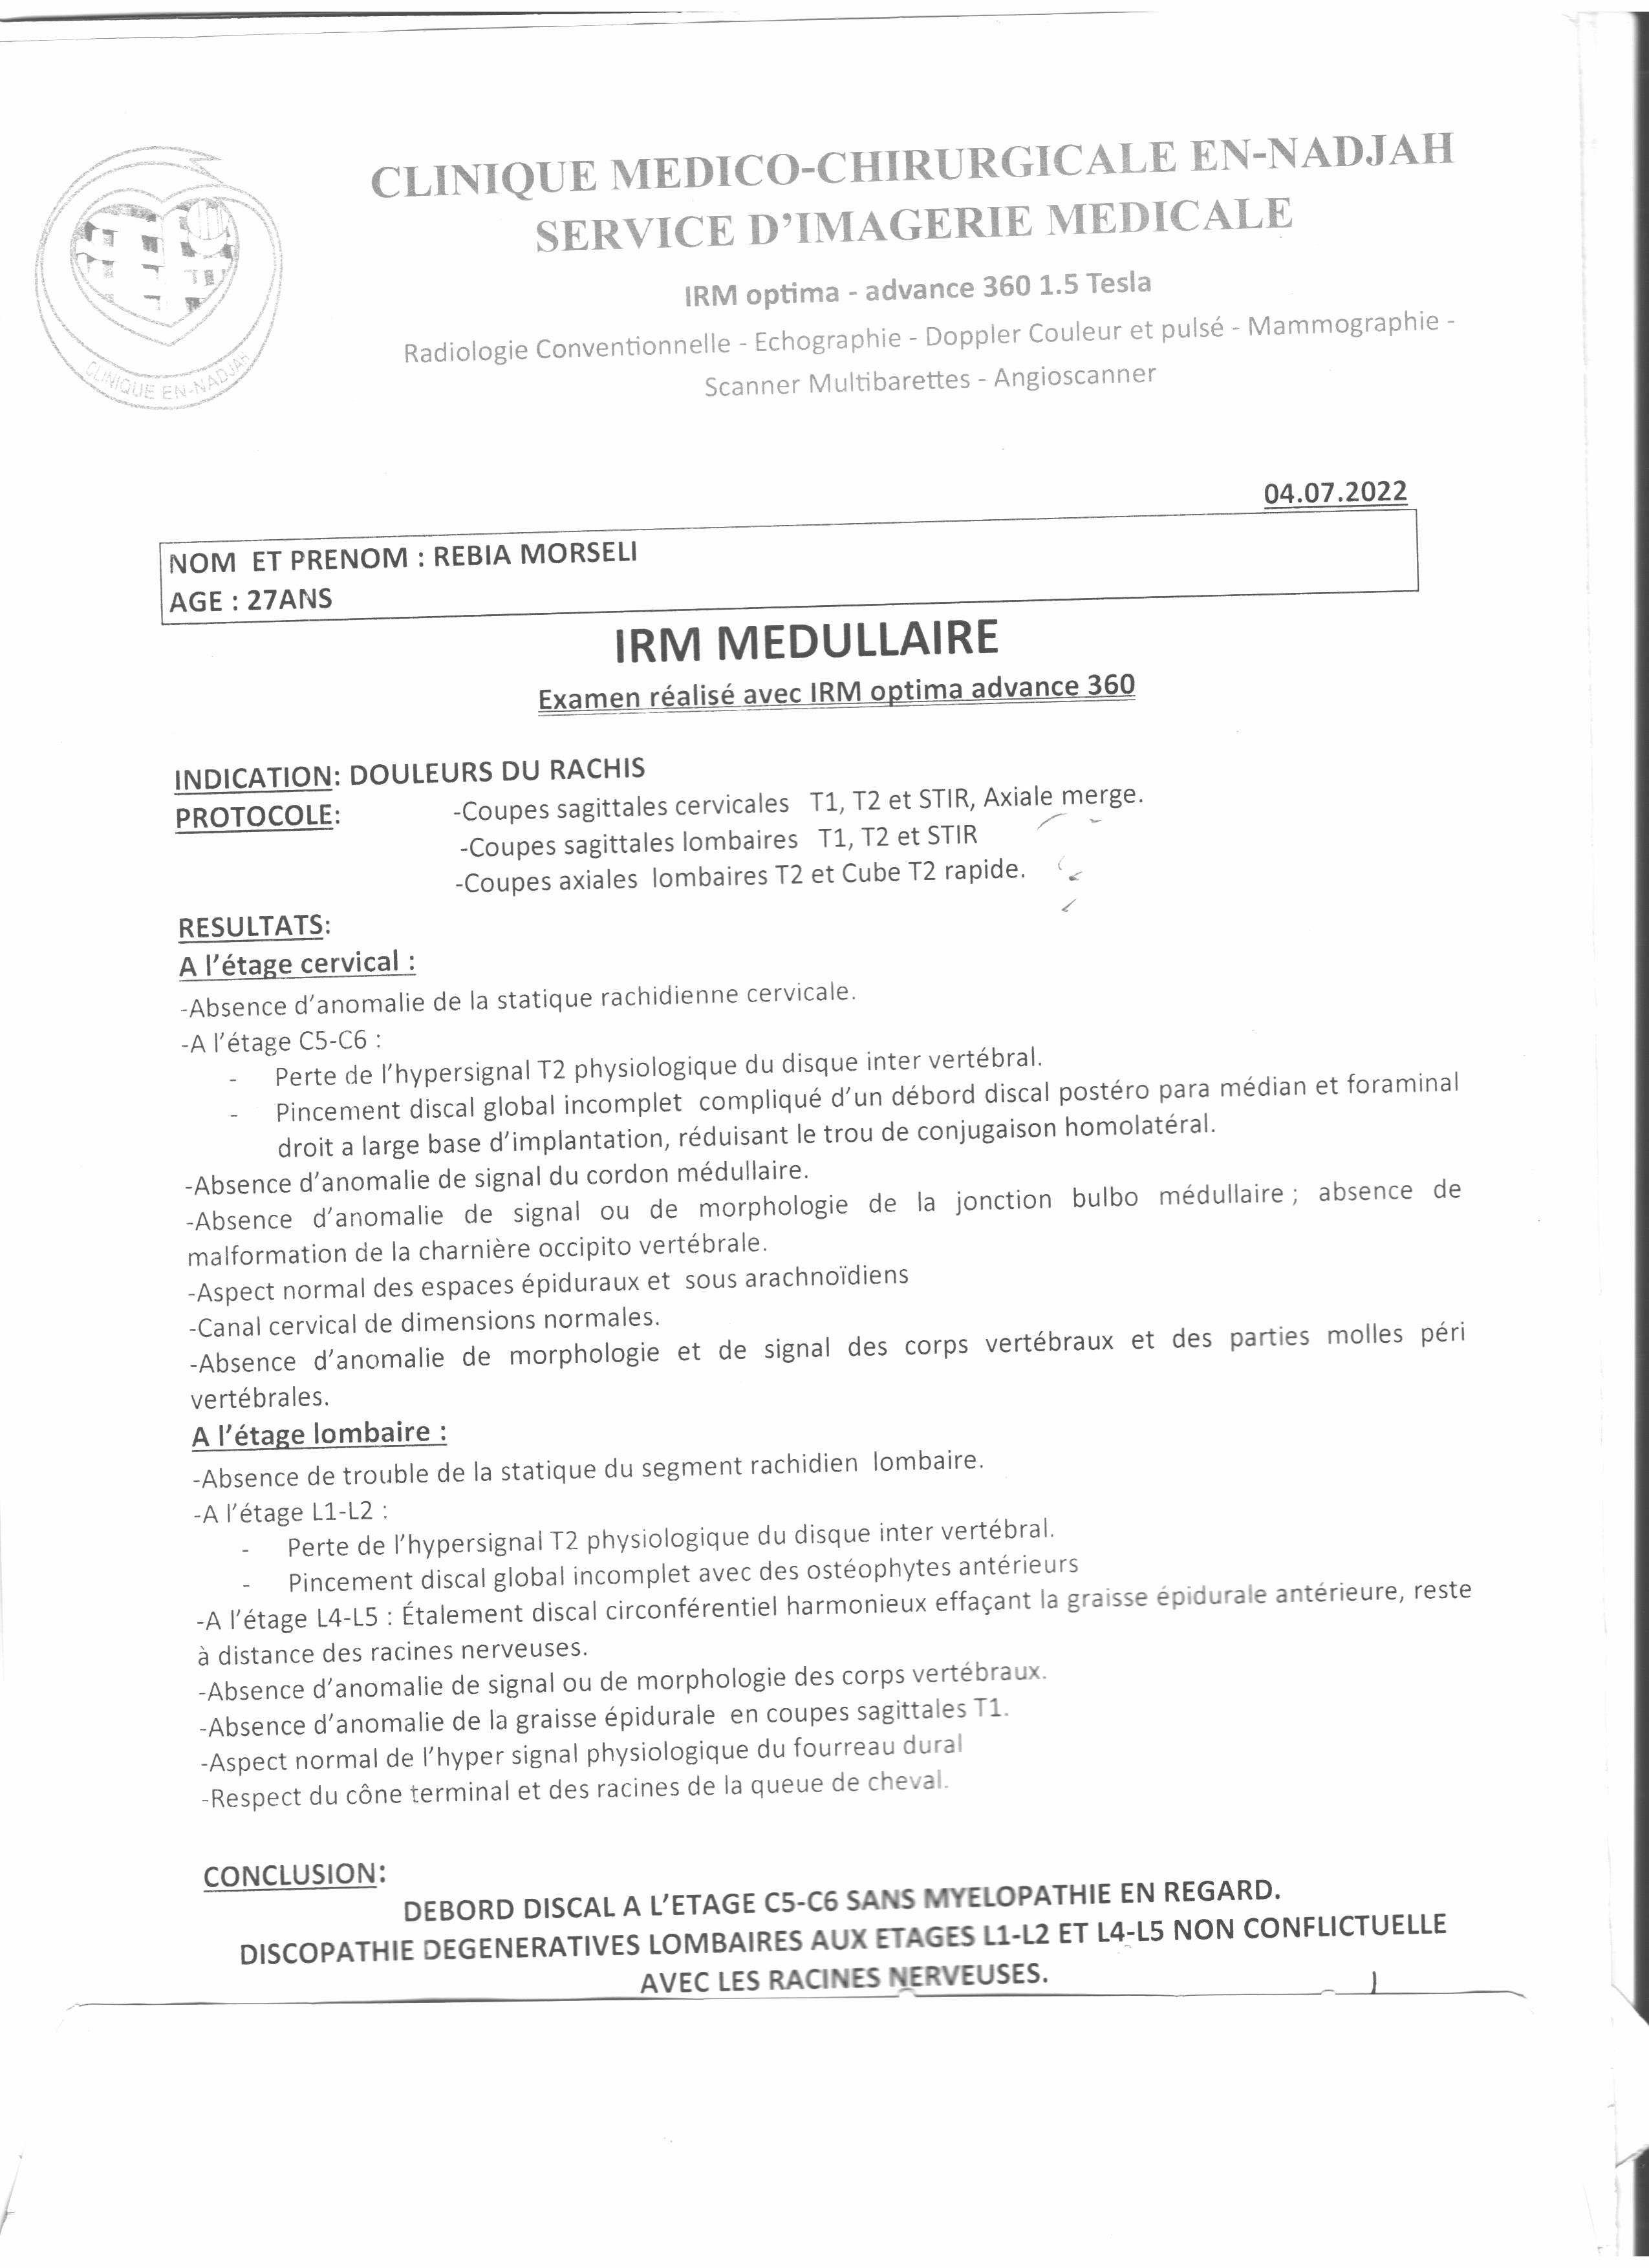 CLINIQUE MEDICO-CHIRURGICALE EN-NADJAH
SERVICE D'IMAGERIE MEDICALE
IRM optima - advance 360 1.5 Tesla
Radiologie Conventionnelle - Echographie - Doppler Couleur et pulsé - Mammographie -
Scanner Multibarettes - Angioscanner
CLINIQUE EN-NADJAH
04.07.2022
NOM ET PRENOM : REBIA MORSELI
AGE : 27ANS
IRM MEDULLAIRE
Examen réalisé avec IRM optima advance 360
INDICATION: DOULEURS DU RACHIS
PROTOCOLE: -Coupes sagittales cervicales T1, T2 et STIR, Axiale merge.
-Coupes sagittales lombaires T1, T2 et STIR
-Coupes axiales lombaires T2 et Cube T2 rapide.
RESULTATS:
A l'étage cervical :
-Absence d'anomalie de la statique rachidienne cervicale.
-A l'étage C5-C6 :
- Perte de l'hypersignal T2 physiologique du disque inter vertébral.
- Pincement discal global incomplet compliqué d'un débord discal postéro para médian et foraminal
droit a large base d'implantation, réduisant le trou de conjugaison homolatéral.
-Absence d'anomalie de signal du cordon médullaire.
-Absence d'anomalie de signal ou de morphologie de la jonction bulbo médullaire ; absence de
malformation de la charnière occipito vertébrale.
-Aspect normal des espaces épiduraux et sous arachnoïdiens
-Canal cervical de dimensions normales.
-Absence d'anomalie de morphologie et de signal des corps vertébraux et des parties molles péri
vertébrales.
A l'étage lombaire :
-Absence de trouble de la statique du segment rachidien lombaire.
-A l'étage L1-L2 :
- Perte de l'hypersignal T2 physiologique du disque inter vertébral.
- Pincement discal global incomplet avec des ostéophytes antérieurs
-A l'étage L4-L5 : Étalement discal circonférentiel harmonieux effaçant la graisse épidurale antérieure, reste
à distance des racines nerveuses.
-Absence d'anomalie de signal ou de morphologie des corps vertébraux.
-Absence d'anomalie de la graisse épidurale en coupes sagittales T1.
-Aspect normal de l'hyper signal physiologique du fourreau dural
-Respect du cône terminal et des racines de la queue de cheval.
CONCLUSION:
DEBORD DISCAL A L'ETAGE C5-C6 SANS MYELOPATHIE EN REGARD.
DISCOPATHIE DEGENERATIVES LOMBAIRES AUX ETAGES L1-L2 ET L4-L5 NON CONFLICTUELLE
AVEC LES RACINES NERVEUSES.